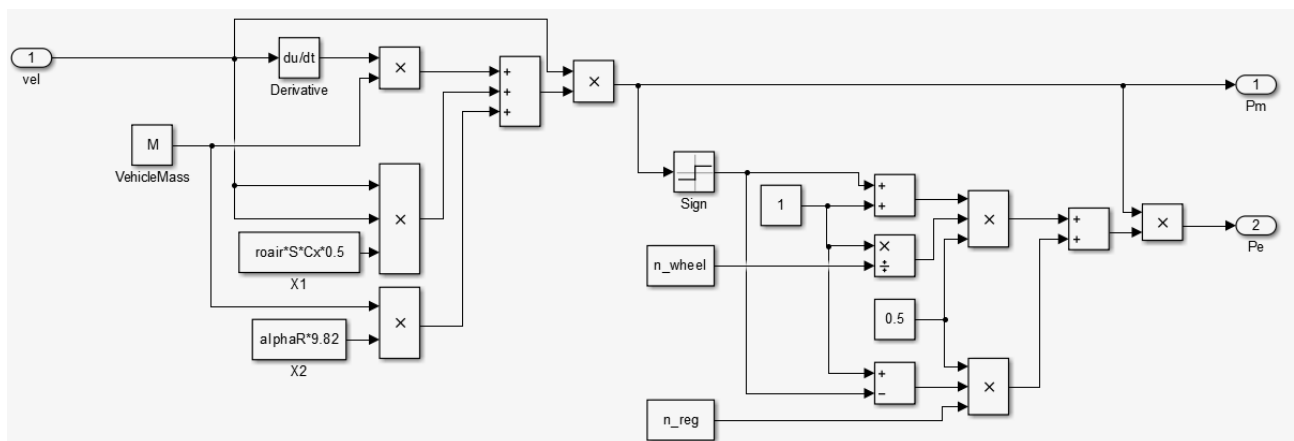 1
vel
du/dt
Derivative
×
+
+
+
×
1
Pm
M
VehicleMass
×
roair*S*Cx*0.5
X1
×
alphaR*9.82
X2
Sign
1
+
+
×
×
÷
n_wheel
+
+
×
2
Pe
0.5
+
−
×
n_reg